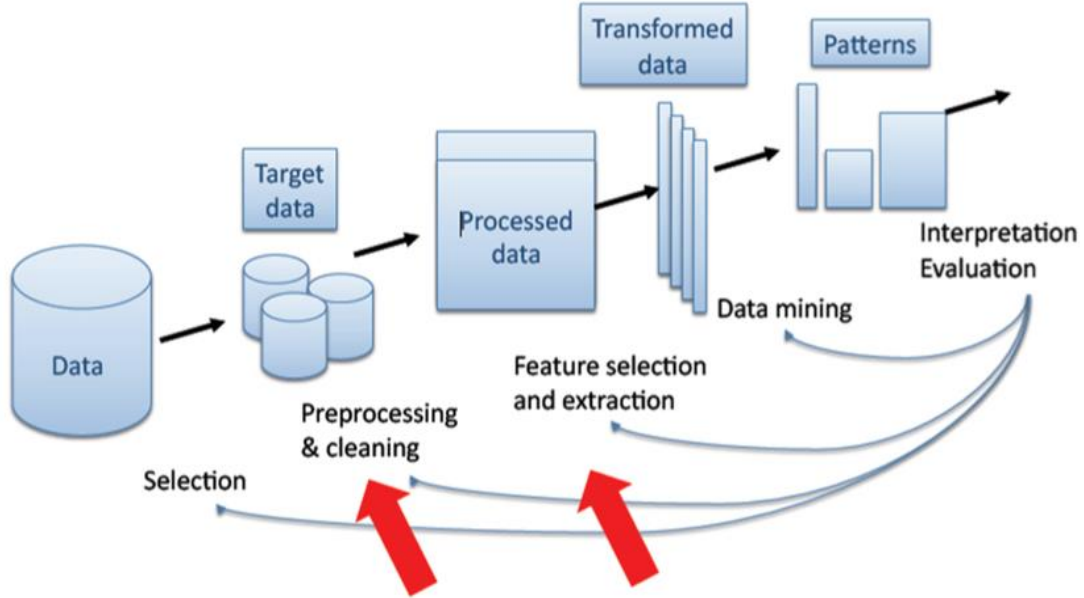 Transformed
data
Patterns
Target
data
Processed
data
Interpretation
Evaluation
Data mining
Data
Feature selection
and extraction
Preprocessing
& cleaning
Selection